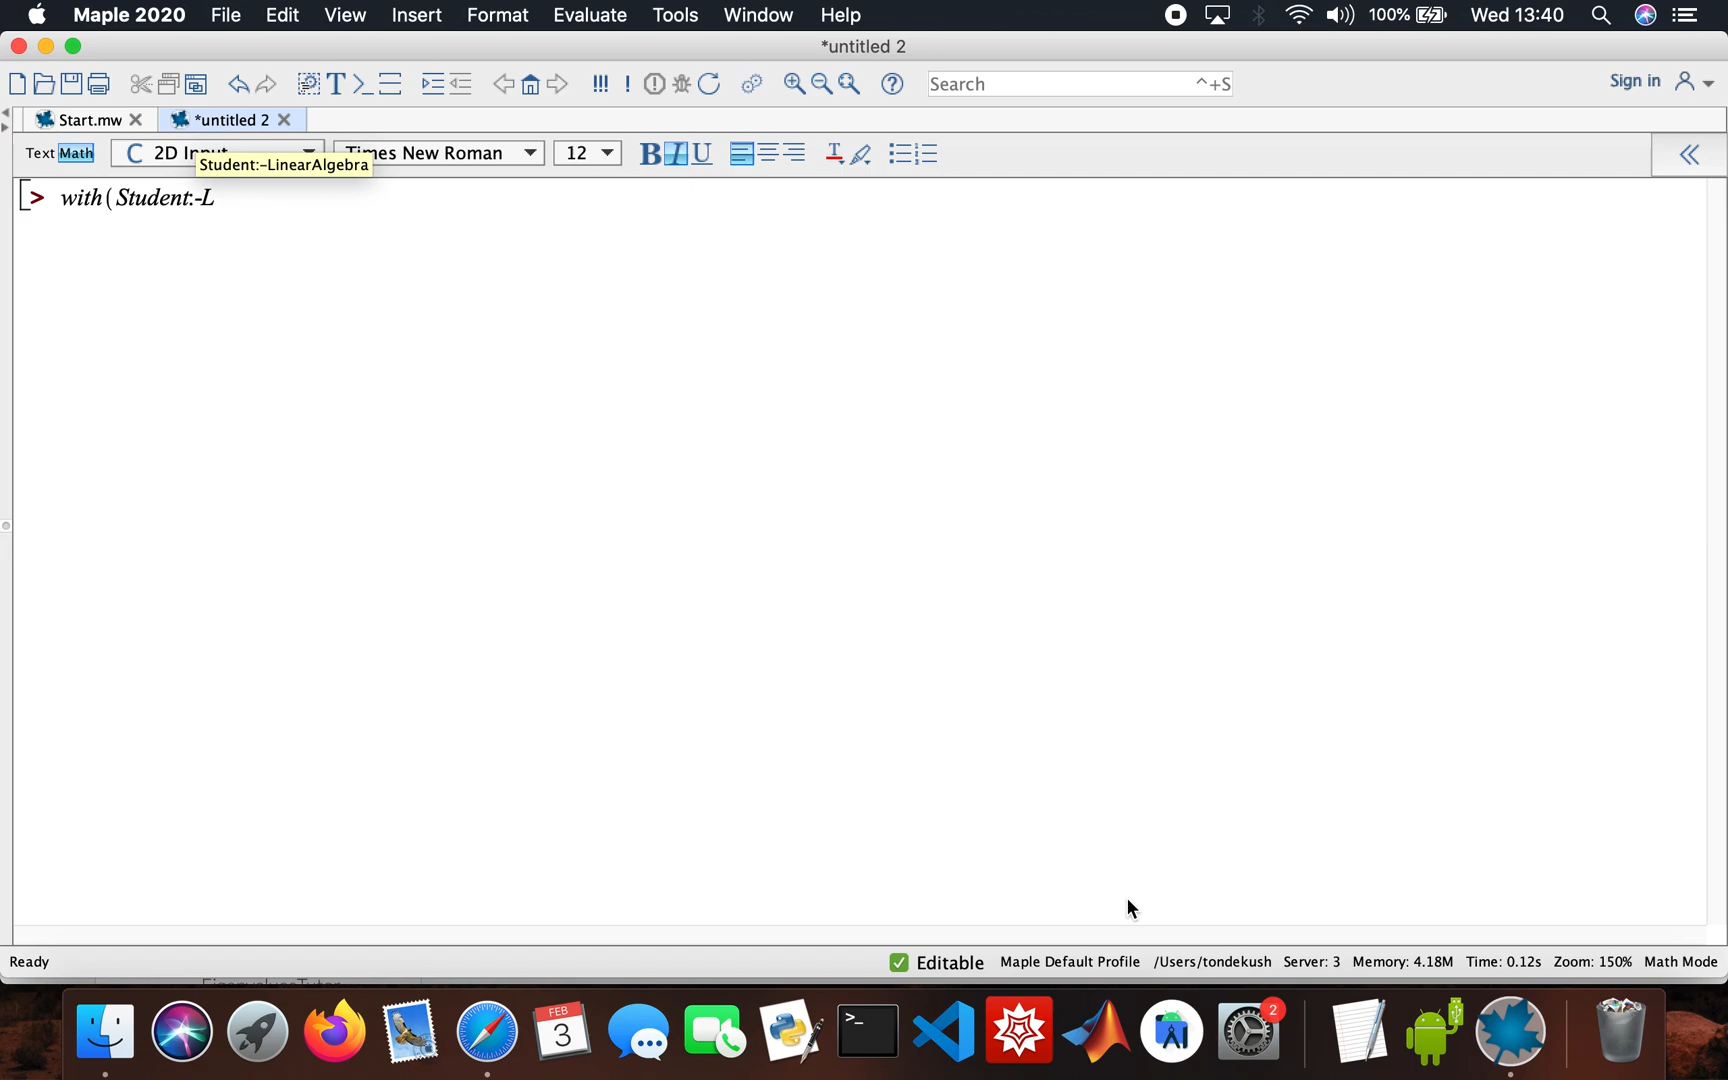 Maple 2020 File Edit View Insert Format Evaluate Tools Window Help 100% Wed 13:40
*untitled 2
Search ^+S Sign in
Start.mw *untitled 2
Text Math C 2D Input Times New Roman 12 B I U
Student:-LinearAlgebra
> with(Student:-L
Ready Editable Maple Default Profile /Users/tondekush Server: 3 Memory: 4.18M Time: 0.12s Zoom: 150% Math Mode
FEB
3
>_
2